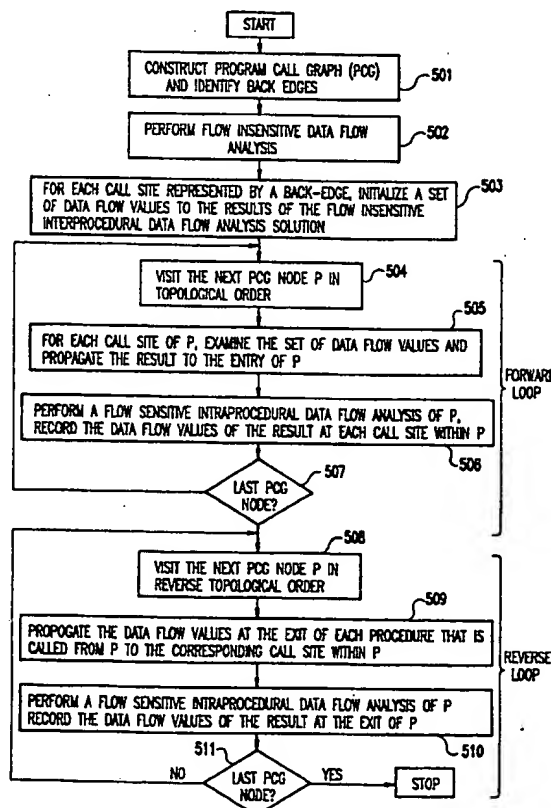 START
CONSTRUCT PROGRAM CALL GRAPH (PCG)
AND IDENTIFY BACK EDGES
501
PERFORM FLOW INSENSITIVE DATA FLOW
ANALYSIS
502
FOR EACH CALL SITE REPRESENTED BY A BACK-EDGE, INITIALIZE A SET
OF DATA FLOW VALUES TO THE RESULTS OF THE FLOW INSENSITIVE
INTERPROCEDURAL DATA FLOW ANALYSIS SOLUTION
503
VISIT THE NEXT PCG NODE P IN
TOPOLOGICAL ORDER
504
505
FOR EACH CALL SITE OF P, EXAMINE THE SET OF DATA FLOW VALUES AND
PROPAGATE THE RESULT TO THE ENTRY OF P
PERFORM A FLOW SENSITIVE INTRAPROCEDURAL DATA FLOW ANALYSIS OF P,
RECORD THE DATA FLOW VALUES OF THE RESULT AT EACH CALL SITE WITHIN P
506
LAST PCG
NODE?
507
FORWARD
LOOP
508
VISIT THE NEXT PCG NODE P IN
REVERSE TOPOLOGICAL ORDER
509
PROPOGATE THE DATA FLOW VALUES AT THE EXIT OF EACH PROCEDURE THAT IS
CALLED FROM P TO THE CORRESPONDING CALL SITE WITHIN P
PERFORM A FLOW SENSITIVE INTRAPROCEDURAL DATA FLOW ANALYSIS OF P
RECORD THE DATA FLOW VALUES OF THE RESULT AT THE EXIT OF P
510
REVERSE
LOOP
511
NO
LAST PCG
NODE?
YES
STOP